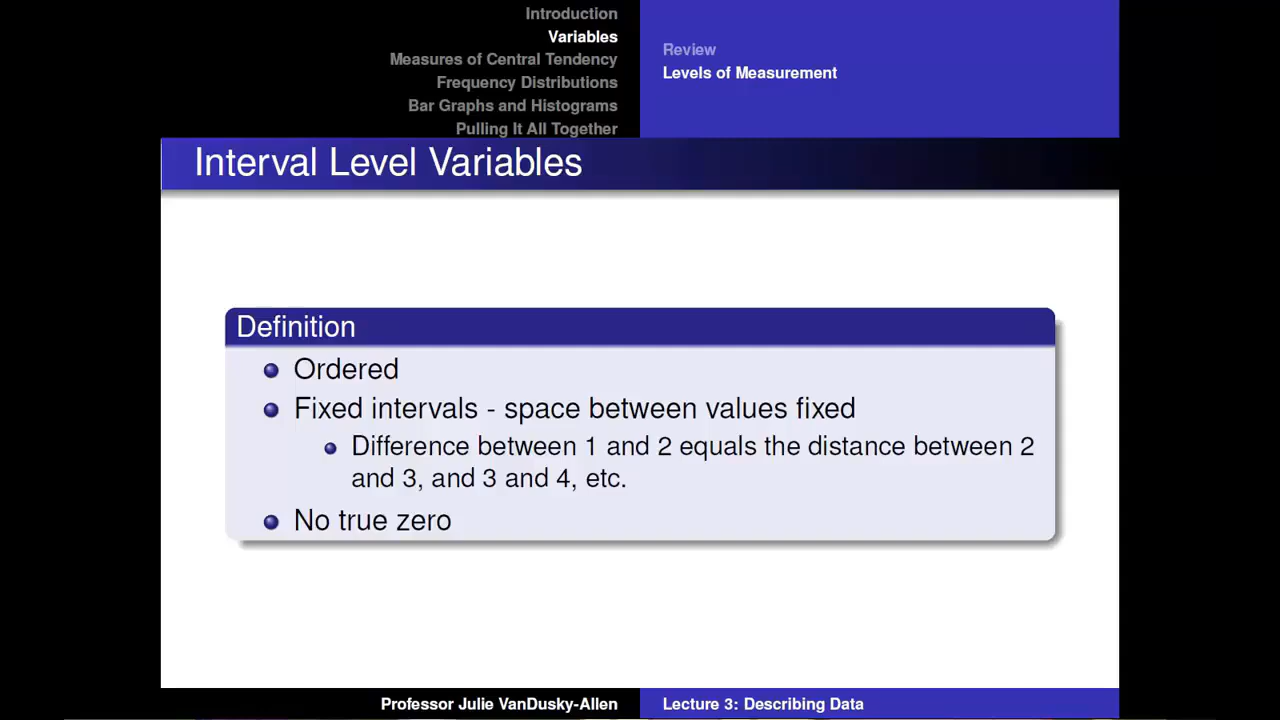 Introduction
Variables
Measures of Central Tendency
Frequency Distributions
Bar Graphs and Histograms
Pulling It All Together
Review
Levels of Measurement
Interval Level Variables
Definition
Ordered
Fixed intervals - space between values fixed
Difference between 1 and 2 equals the distance between 2
and 3, and 3 and 4, etc.
No true zero
Professor Julie VanDusky-Allen
Lecture 3: Describing Data